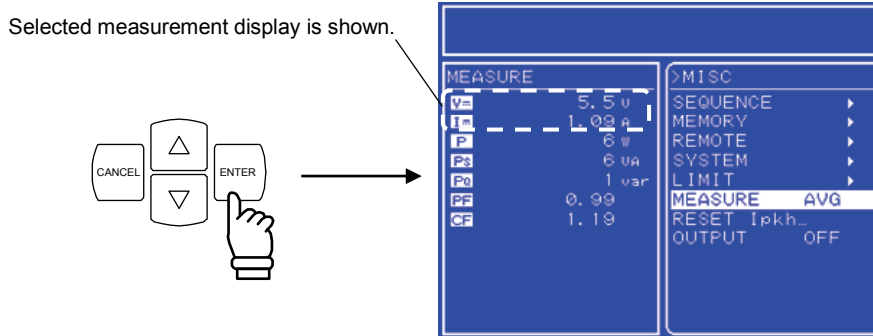 Selected measurement display is shown.
CANCEL
ENTER
MEASURE
V= 5.5 V
I= 1.09 A
P 6 W
PS 6 VA
PQ 1 var
PF 0.99
CF 1.19
>MISC
SEQUENCE
MEMORY
REMOTE
SYSTEM
LIMIT
MEASURE AVG
RESET Ipkh…
OUTPUT OFF